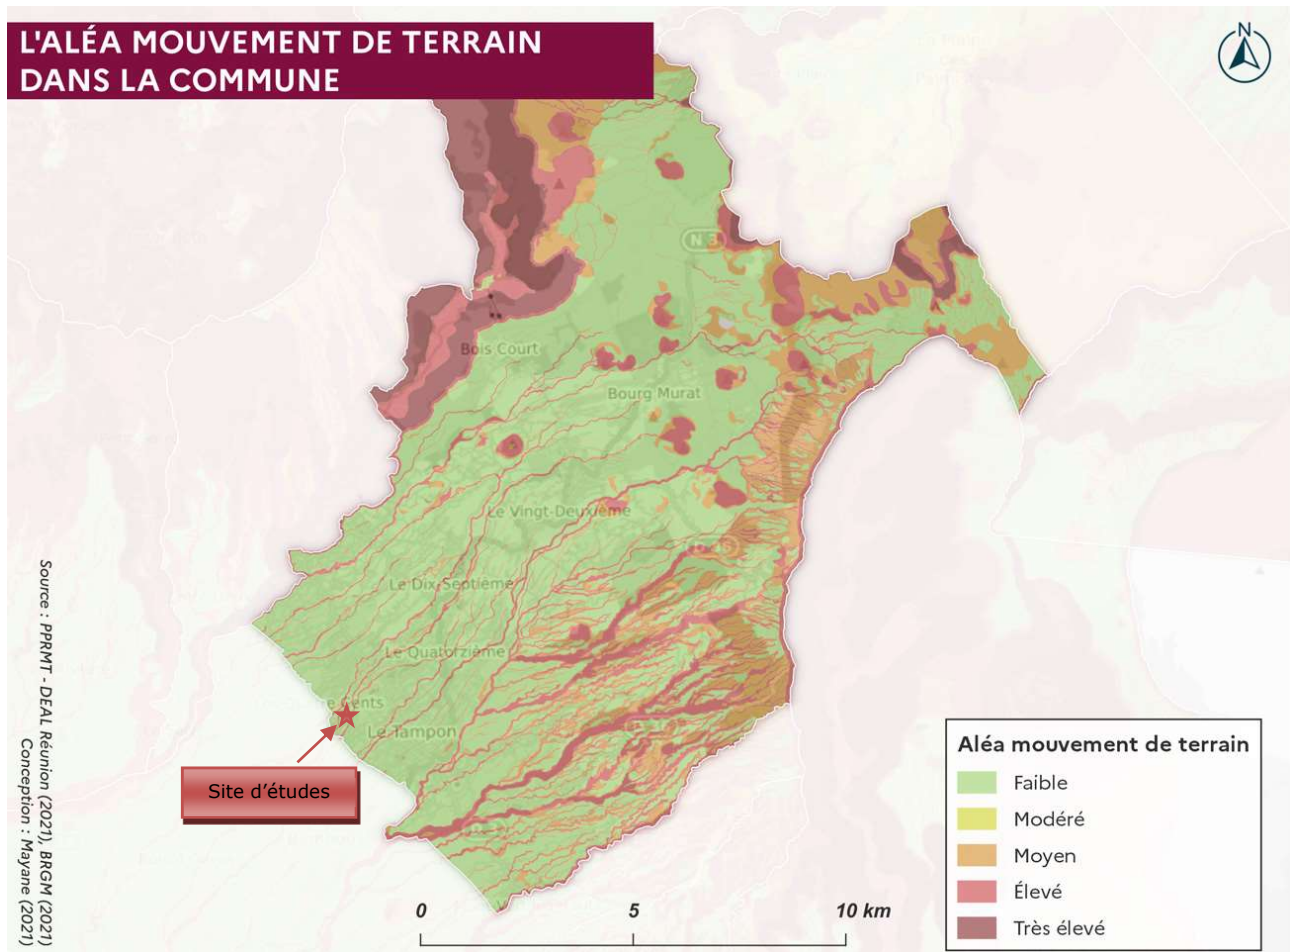 L'ALÉA MOUVEMENT DE TERRAIN
DANS LA COMMUNE
N
N 3
Bois Court
Bourg Murat
Le Vingt-Deuxième
Le Dix-Septième
Le Quatorzième
Le Tampon
Site d'études
Source : PPRMT - DEAL Réunion (2021), BRGM (2021)
Conception : Mayane (2021)
0 5 10 km
Aléa mouvement de terrain
Faible
Modéré
Moyen
Élevé
Très élevé